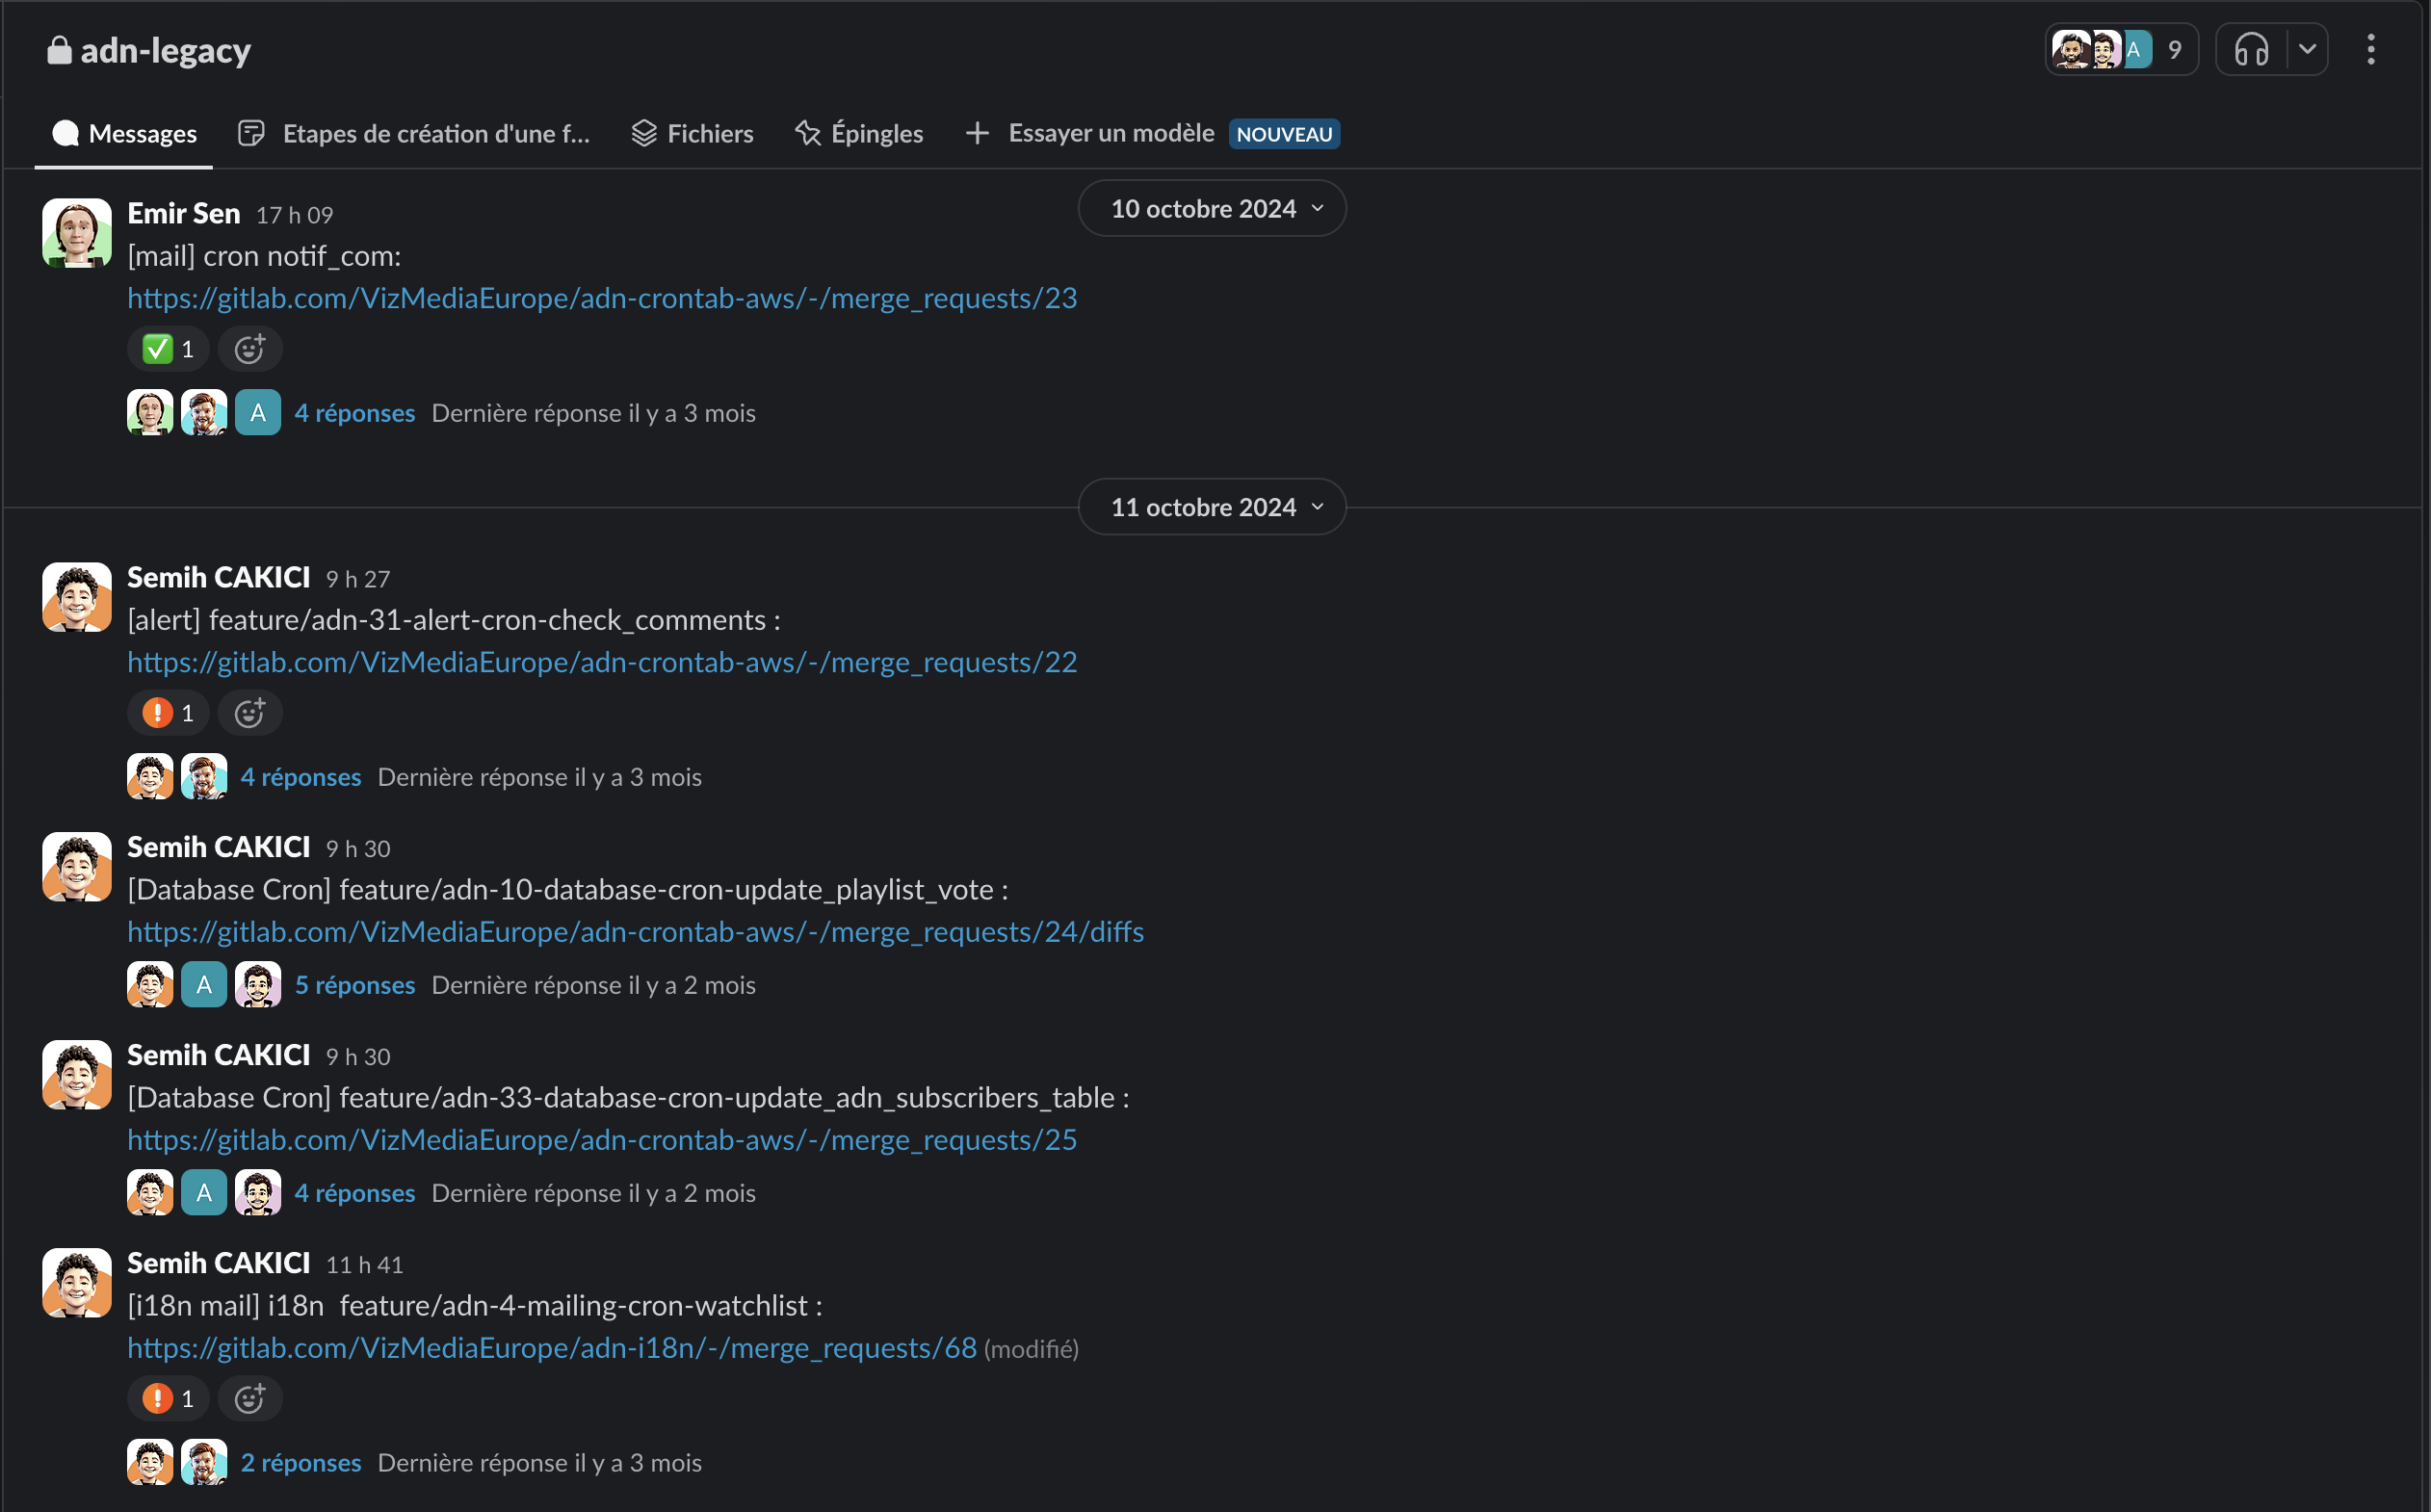 adn-legacy
A 9
Messages Etapes de création d'une f... Fichiers Épingles + Essayer un modèle NOUVEAU
10 octobre 2024
Emir Sen 17 h 09
[mail] cron notif_com:
https://gitlab.com/VizMediaEurope/adn-crontab-aws/-/merge_requests/23
1
A 4 réponses Dernière réponse il y a 3 mois
11 octobre 2024
Semih CAKICI 9 h 27
[alert] feature/adn-31-alert-cron-check_comments :
https://gitlab.com/VizMediaEurope/adn-crontab-aws/-/merge_requests/22
1
4 réponses Dernière réponse il y a 3 mois
Semih CAKICI 9 h 30
[Database Cron] feature/adn-10-database-cron-update_playlist_vote :
https://gitlab.com/VizMediaEurope/adn-crontab-aws/-/merge_requests/24/diffs
A 5 réponses Dernière réponse il y a 2 mois
Semih CAKICI 9 h 30
[Database Cron] feature/adn-33-database-cron-update_adn_subscribers_table :
https://gitlab.com/VizMediaEurope/adn-crontab-aws/-/merge_requests/25
A 4 réponses Dernière réponse il y a 2 mois
Semih CAKICI 11 h 41
[i18n mail] i18n  feature/adn-4-mailing-cron-watchlist :
https://gitlab.com/VizMediaEurope/adn-i18n/-/merge_requests/68 (modifié)
1
2 réponses Dernière réponse il y a 3 mois